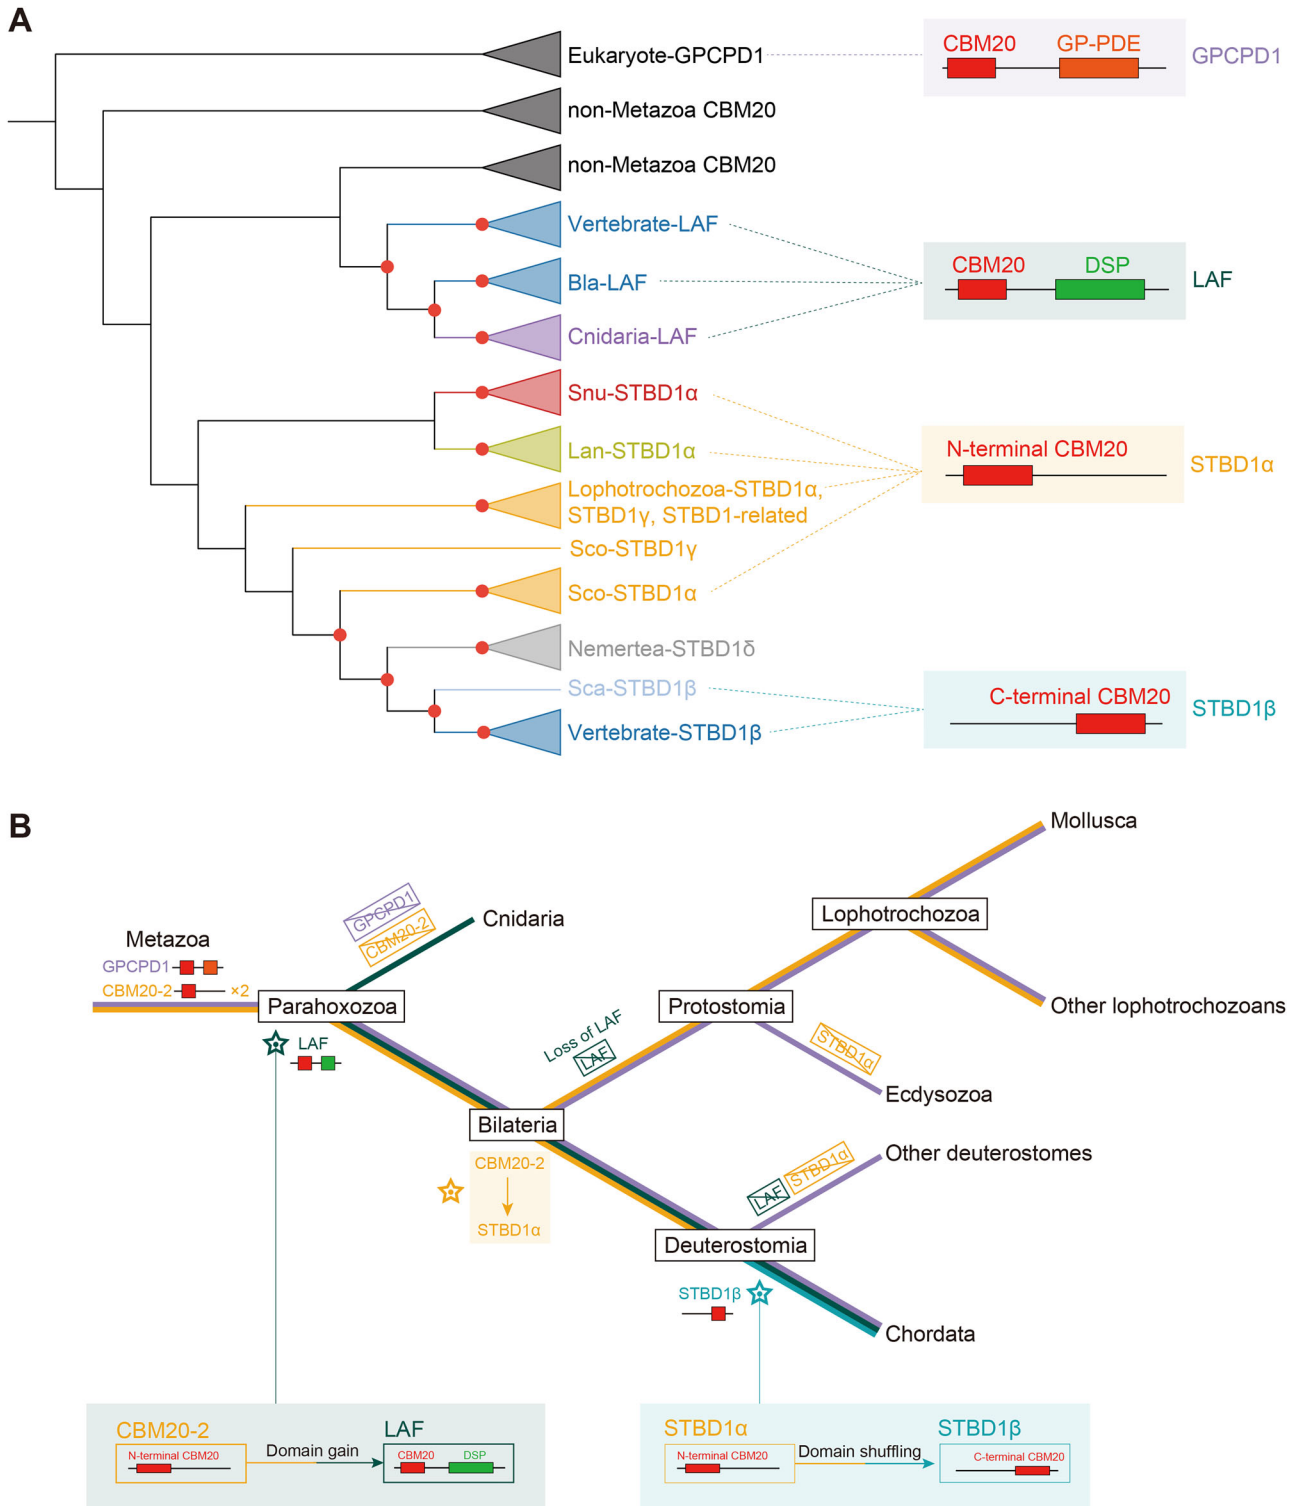 A
Eukaryote-GPCPD1
CBM20 GP-PDE
GPCPD1
non-Metazoa CBM20
non-Metazoa CBM20
Vertebrate-LAF
Bla-LAF
Cnidaria-LAF
CBM20 DSP
LAF
Snu-STBD1α
Lan-STBD1α
Lophotrochozoa-STBD1α,
STBD1γ, STBD1-related
Sco-STBD1γ
Sco-STBD1α
N-terminal CBM20
STBD1α
Nemertea-STBD1δ
Sca-STBD1β
Vertebrate-STBD1β
C-terminal CBM20
STBD1β
B
Mollusca
Lophotrochozoa
Other lophotrochozoans
GPCPD1
CBM20-2
Cnidaria
Metazoa
GPCPD1
CBM20-2 ×2
Parahoxozoa
LAF
Protostomia
Loss of LAF
LAF
STBD1α
Ecdysozoa
Bilateria
CBM20-2
STBD1α
Other deuterostomes
LAF
STBD1α
Deuterostomia
STBD1β
Chordata
CBM20-2
N-terminal CBM20
Domain gain
LAF
CBM20 DSP
STBD1α
N-terminal CBM20
Domain shuffling
STBD1β
C-terminal CBM20